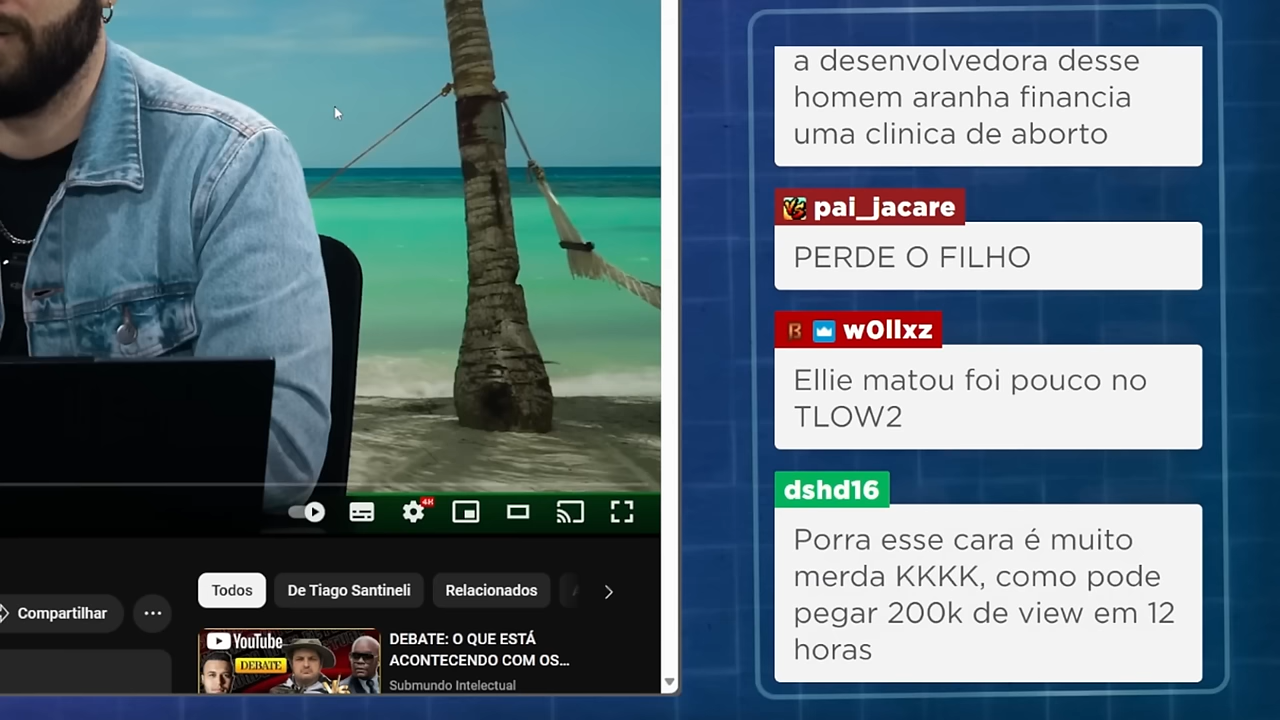 a desenvolvedora desse
homem aranha financia
uma clinica de aborto
pai_jacare
PERDE O FILHO
w0llxz
Ellie matou foi pouco no
TLOW2
dshd16
Porra esse cara é muito
merda KKKK, como pode
pegar 200k de view em 12
horas
4K
Todos
De Tiago Santineli
Relacionados
Compartilhar
YouTube
DEBATE
DEBATE: O QUE ESTÁ
ACONTECENDO COM OS...
Submundo Intelectual